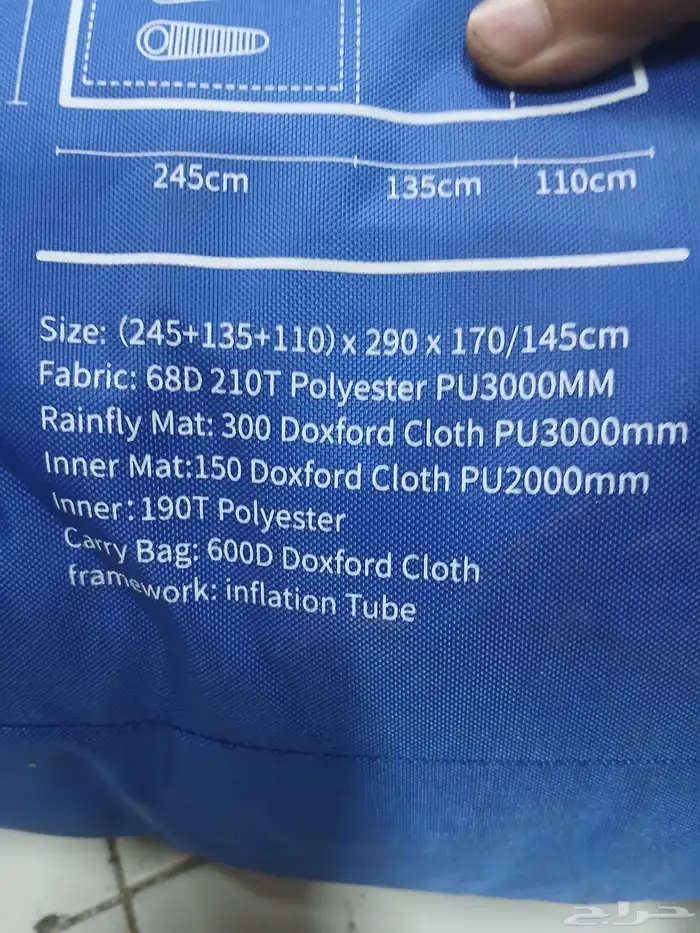 245cm 135cm 110cm
Size: (245+135+110) x 290 x 170/145cm
Fabric: 68D 210T Polyester PU3000MM
Rainfly Mat: 300 Doxford Cloth PU3000mm
Inner Mat:150 Doxford Cloth PU2000mm
Inner: 190T Polyester
Carry Bag: 600D Doxford Cloth
framework: inflation Tube
حراج